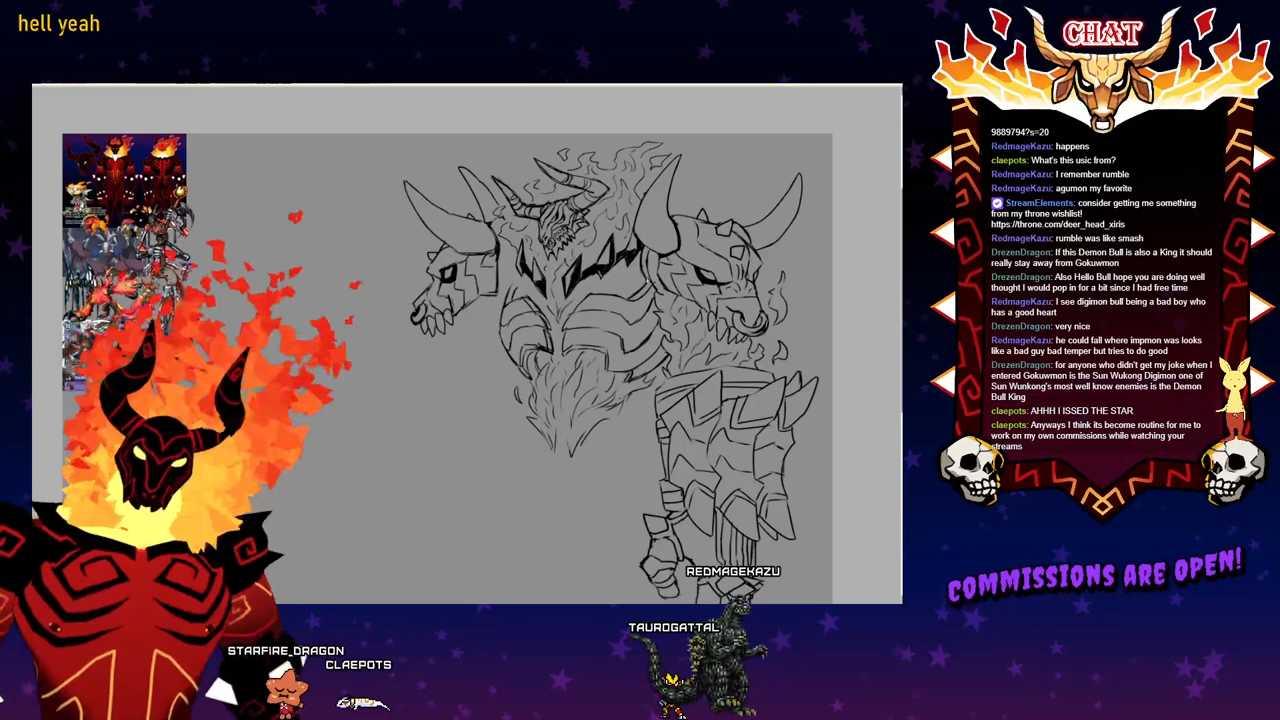 hell yeah
CHAT
9889794?s=20
RedmageKazu: happens
claepots: What's this usic from?
RedmageKazu: I remember rumble
RedmageKazu: agumon my favorite
StreamElements: consider getting me something
from my throne wishlist!
https://throne.com/deer_head_xiris
RedmageKazu: rumble was like smash
DrezenDragon: If this Demon Bull is also a King it should
really stay away from Gokuwmon
DrezenDragon: Also Hello Bull hope you are doing well
thought I would pop in for a bit since I had free time
RedmageKazu: I see digimon bull being a bad boy who
has a good heart
DrezenDragon: very nice
RedmageKazu: he could fall where impmon was looks
like a bad guy bad temper but tries to do good
DrezenDragon: for anyone who didn't get my joke when I
entered Gokuwmon is the Sun Wukong Digimon one of
Sun Wunkong's most well know enemies is the Demon
Bull King
claepots: AHHH I ISSED THE STAR
claepots: Anyways I think its become routine for me to
work on my own commissions while watching your
streams
COMMISSIONS ARE OPEN!
REDMAGEKAZU
TAUROGATTAL
STARFIRE_DRAGON
CLAEPOTS